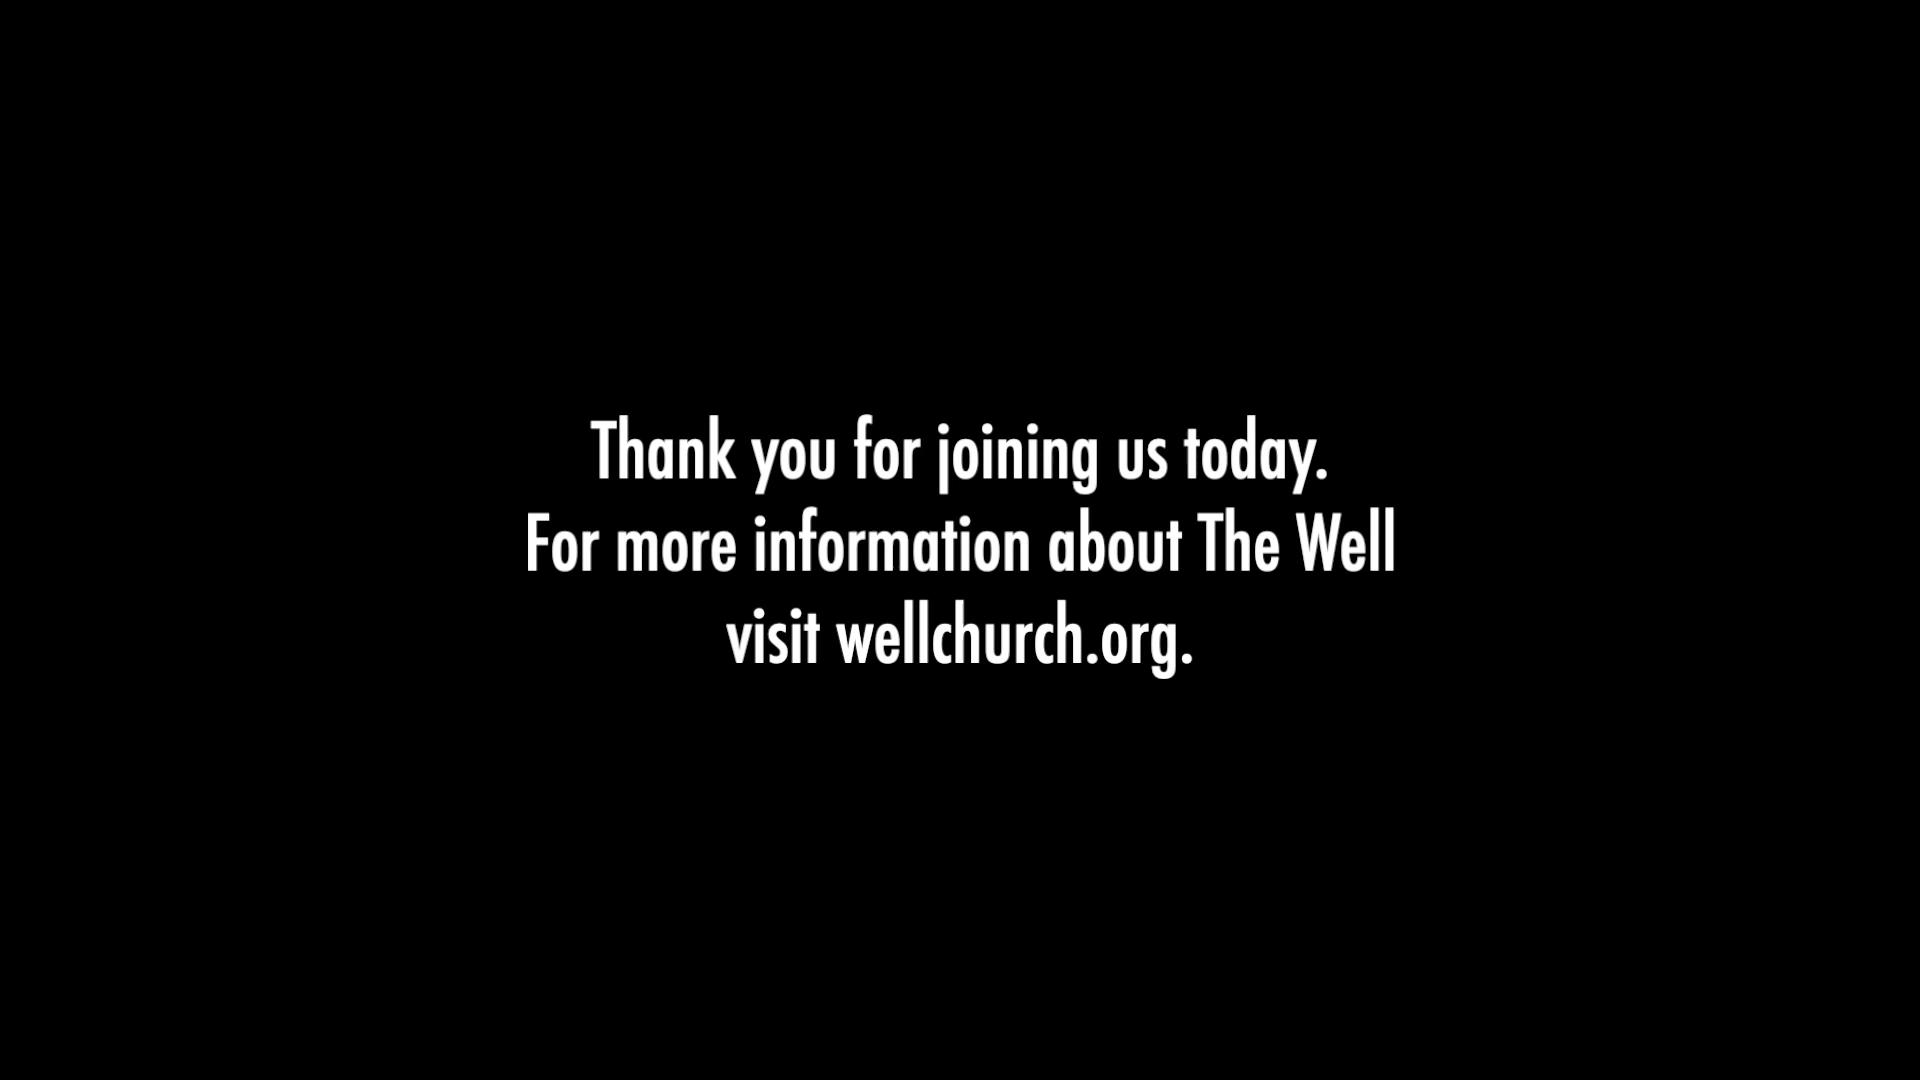 Thank you for joining us today.
For more information about The Well
visit wellchurch.org.